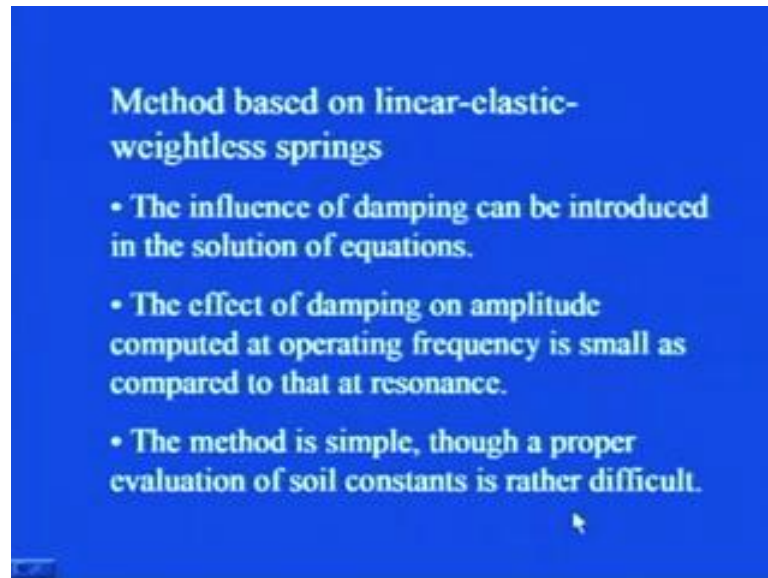 Method based on linear-elastic-
weightless springs
• The influence of damping can be introduced
in the solution of equations.
• The effect of damping on amplitude
computed at operating frequency is small as
compared to that at resonance.
• The method is simple, though a proper
evaluation of soil constants is rather difficult.